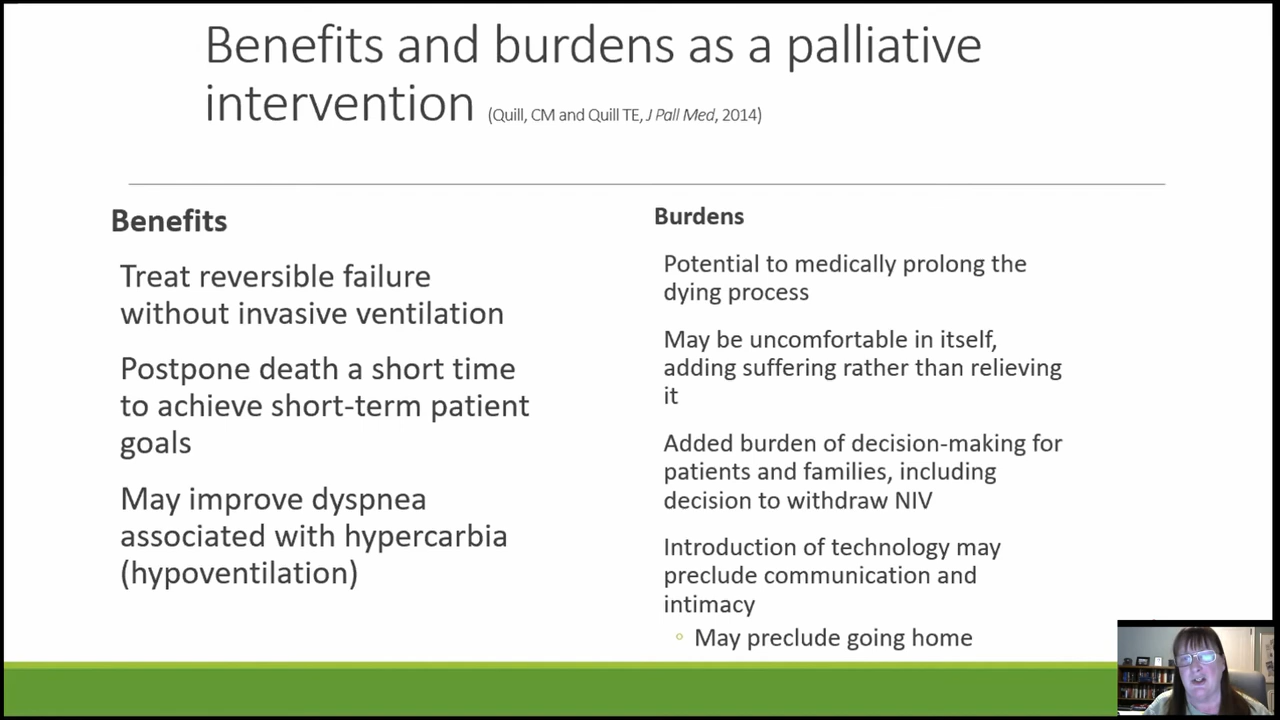 Benefits and burdens as a palliative
intervention (Quill, CM and Quill TE, J Pall Med, 2014)
Benefits
Treat reversible failure
without invasive ventilation
Postpone death a short time
to achieve short-term patient
goals
May improve dyspnea
associated with hypercarbia
(hypoventilation)
Burdens
Potential to medically prolong the
dying process
May be uncomfortable in itself,
adding suffering rather than relieving
it
Added burden of decision-making for
patients and families, including
decision to withdraw NIV
Introduction of technology may
preclude communication and
intimacy
◦ May preclude going home